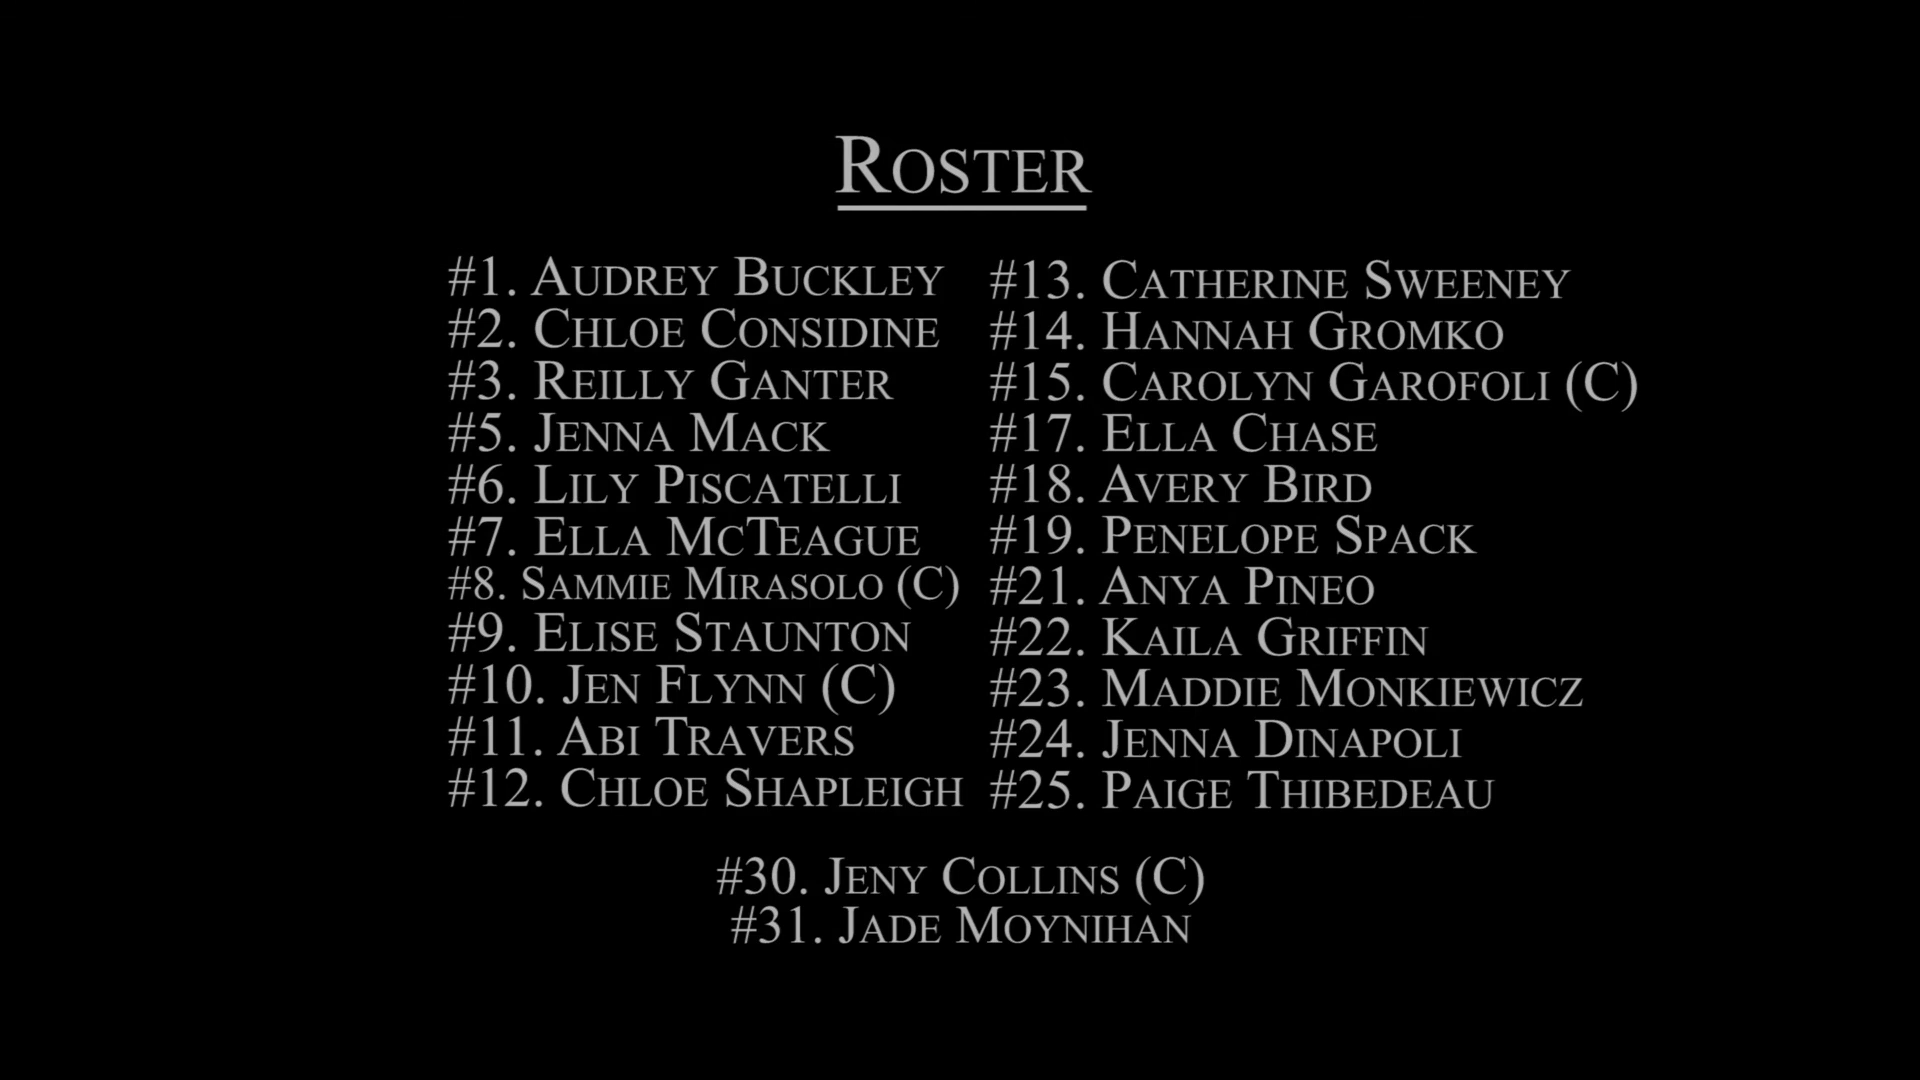 Roster
#1. Audrey Buckley
#2. Chloe Considine
#3. Reilly Ganter
#5. Jenna Mack
#6. Lily Piscatelli
#7. Ella McTeague
#8. Sammie Mirasolo (C)
#9. Elise Staunton
#10. Jen Flynn (C)
#11. Abi Travers
#12. Chloe Shapleigh
#13. Catherine Sweeney
#14. Hannah Gromko
#15. Carolyn Garofoli (C)
#17. Ella Chase
#18. Avery Bird
#19. Penelope Spack
#21. Anya Pineo
#22. Kaila Griffin
#23. Maddie Monkiewicz
#24. Jenna Dinapoli
#25. Paige Thibedeau
#30. Jeny Collins (C)
#31. Jade Moynihan